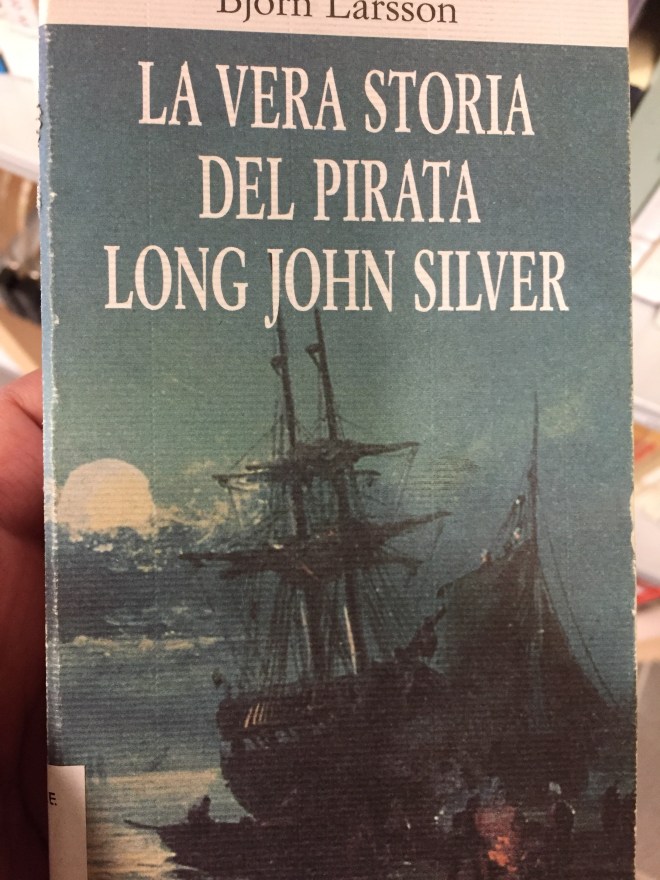 Björn Larsson
LA VERA STORIA
DEL PIRATA
LONG JOHN SILVER